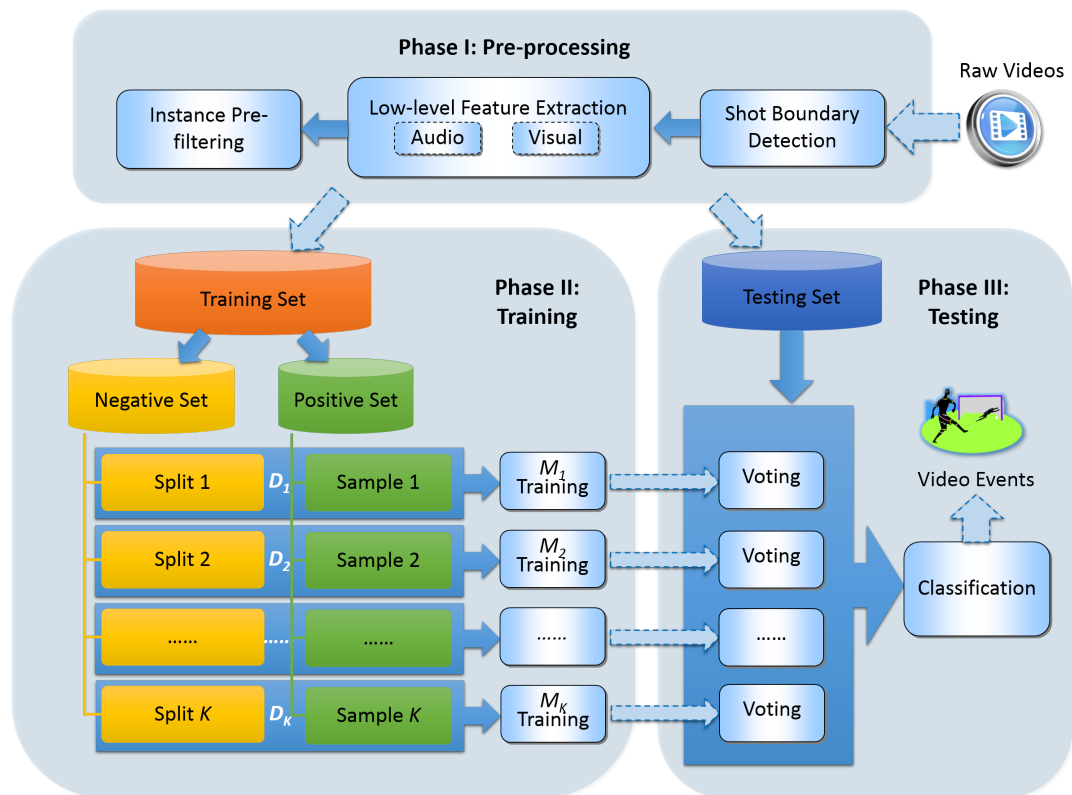 Phase I: Pre-processing
Raw Videos
Instance Pre-
filtering
Low-level Feature Extraction
Audio
Visual
Shot Boundary
Detection
Training Set
Phase II:
Training
Negative Set
Positive Set
Split 1
D1
Sample 1
M1
Training
Split 2
D2
Sample 2
M2
Training
......
.....
......
......
Split K
DK
Sample K
MK
Training
Testing Set
Phase III:
Testing
Voting
Voting
......
Voting
Video Events
Classification